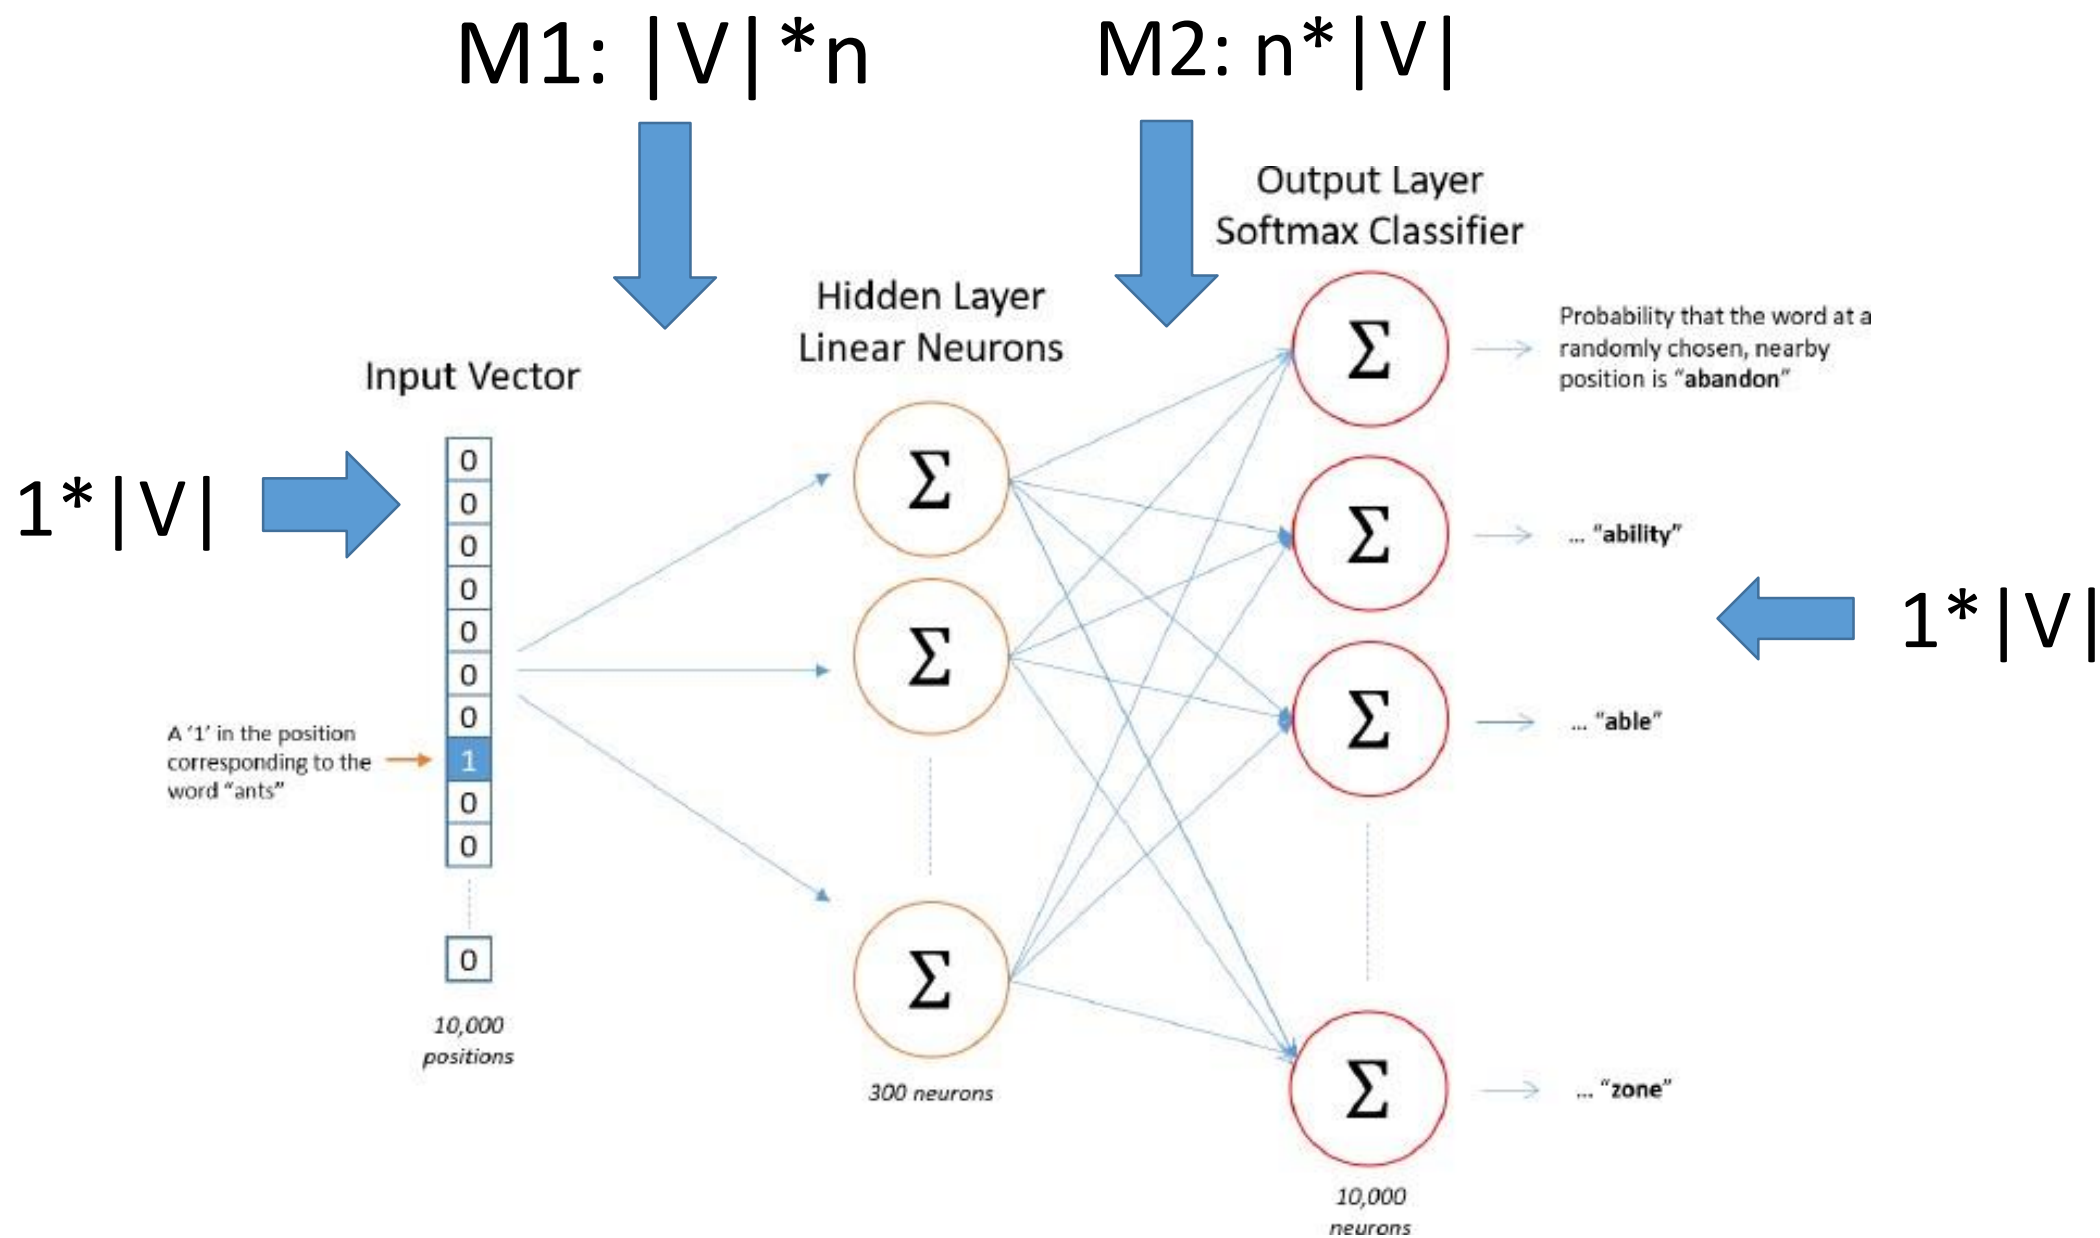 M1: |V|*n
M2: n*|V|
Output Layer
Softmax Classifier
Hidden Layer
Linear Neurons
Input Vector
Probability that the word at a
randomly chosen, nearby
position is “abandon”
0
0
0
0
0
0
0
1
0
0
0
1*|V|
A ‘1’ in the position
corresponding to the
word “ants”
10,000
positions
Σ
Σ
Σ
300 neurons
Σ
Σ
Σ
Σ
... “ability”
... “able”
... “zone”
1*|V|
10,000
neurons